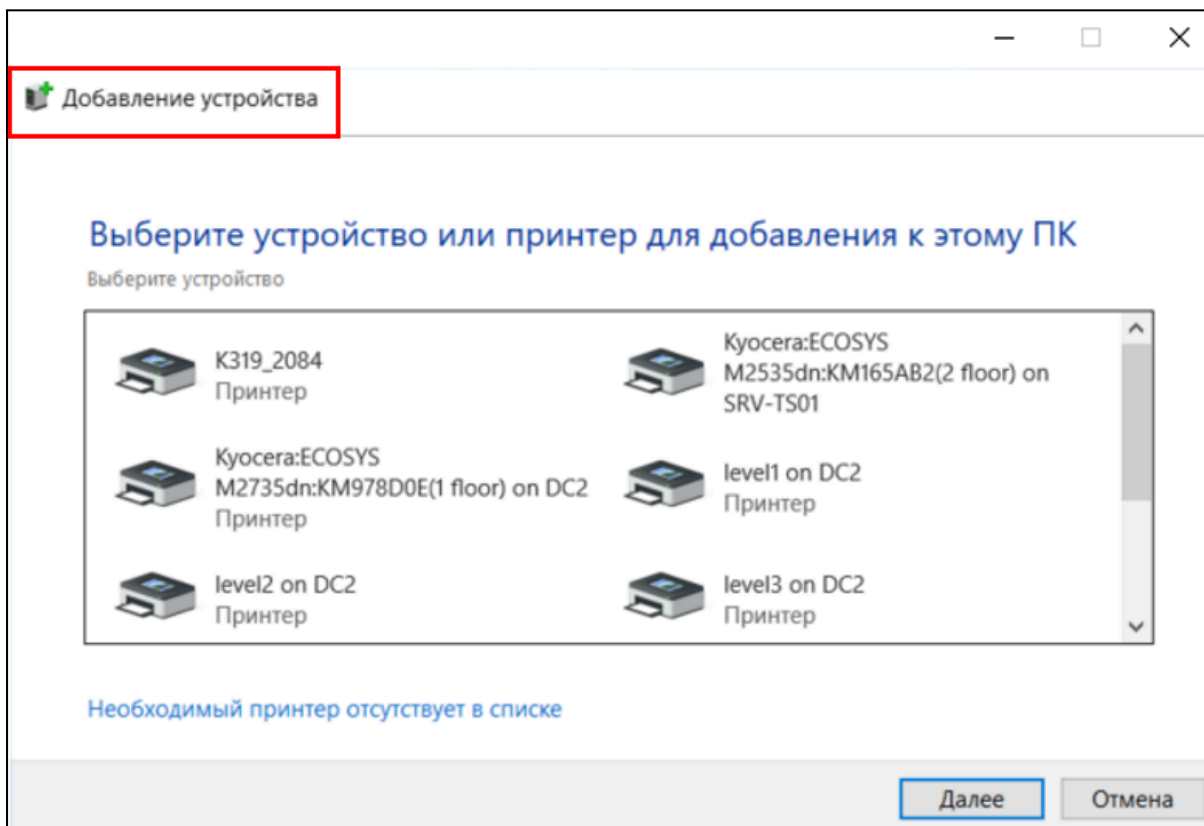 Добавление устройства
Выберите устройство или принтер для добавления к этому ПК
Выберите устройство
K319_2084
Принтер
Kyocera:ECOSYS
M2535dn:KM165AB2(2 floor) on
SRV-TS01
Kyocera:ECOSYS
M2735dn:KM978D0E(1 floor) on DC2
Принтер
level1 on DC2
Принтер
level2 on DC2
Принтер
level3 on DC2
Принтер
Необходимый принтер отсутствует в списке
Далее
Отмена